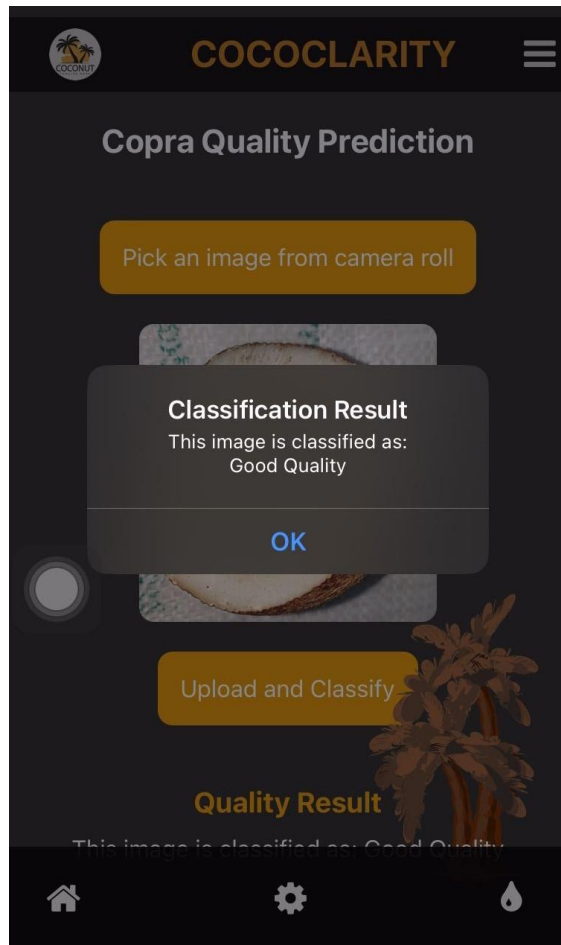 COCONUT
COCOCLARITY
Copra Quality Prediction
Pick an image from camera roll
Classification Result
This image is classified as:
Good Quality
OK
Upload and Classify
Quality Result
This image is classified as: Good Quality